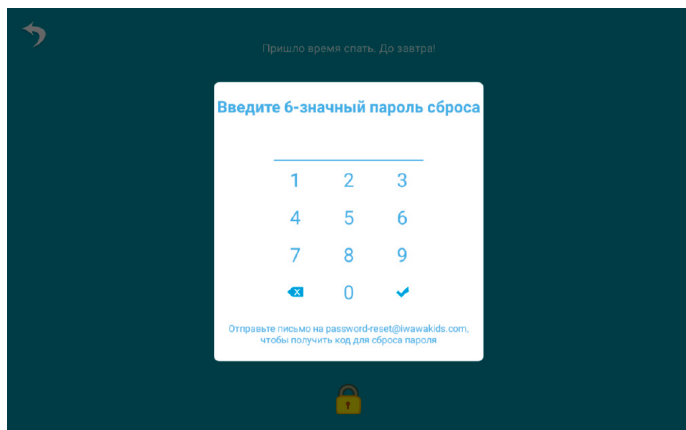 Пришло время спать. До завтра!
Введите 6-значный пароль сброса
1 2 3
4 5 6
7 8 9
0
Отправьте письмо на password-reset@iwawakids.com,
чтобы получить код для сброса пароля